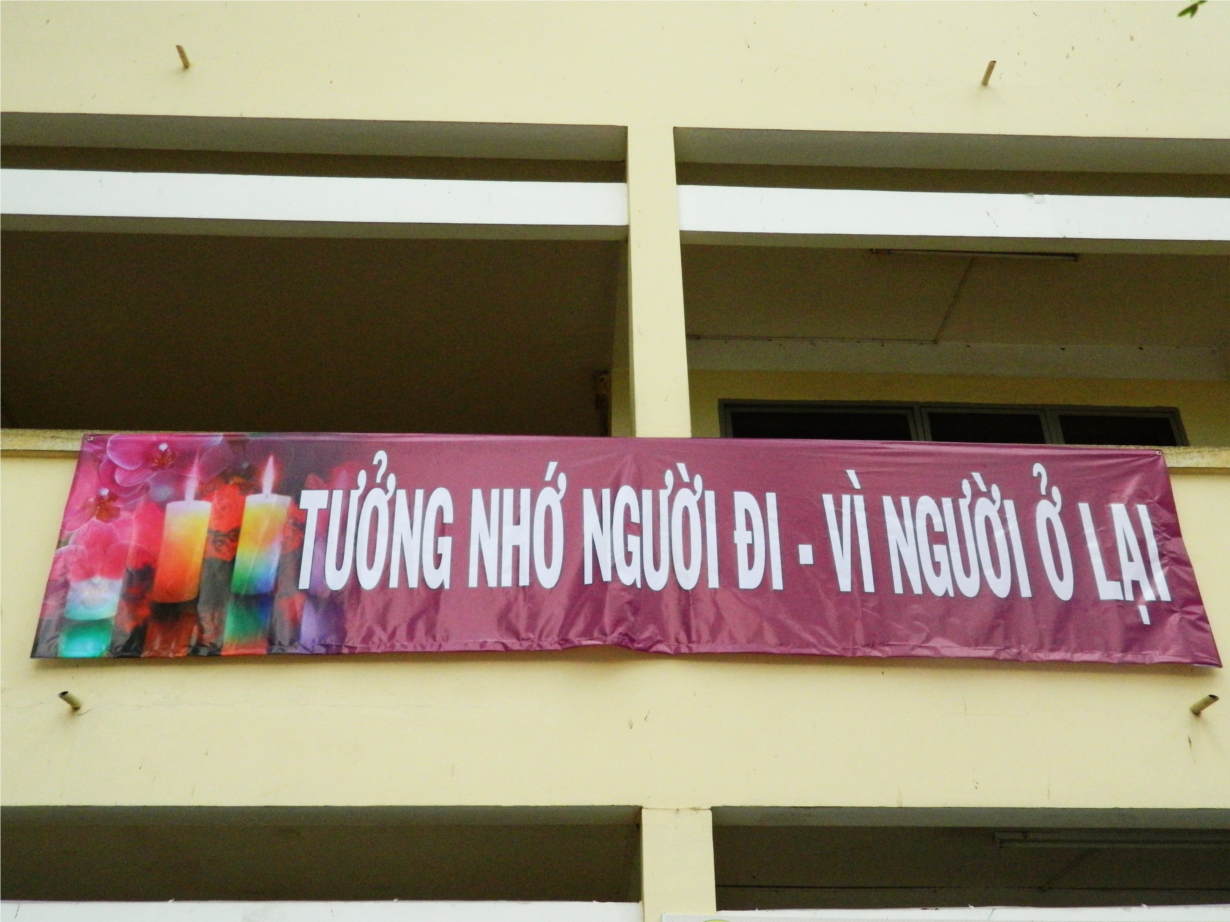 TƯỞNG NHỚ NGƯỜI ĐI - VÌ NGƯỜI Ở LẠI